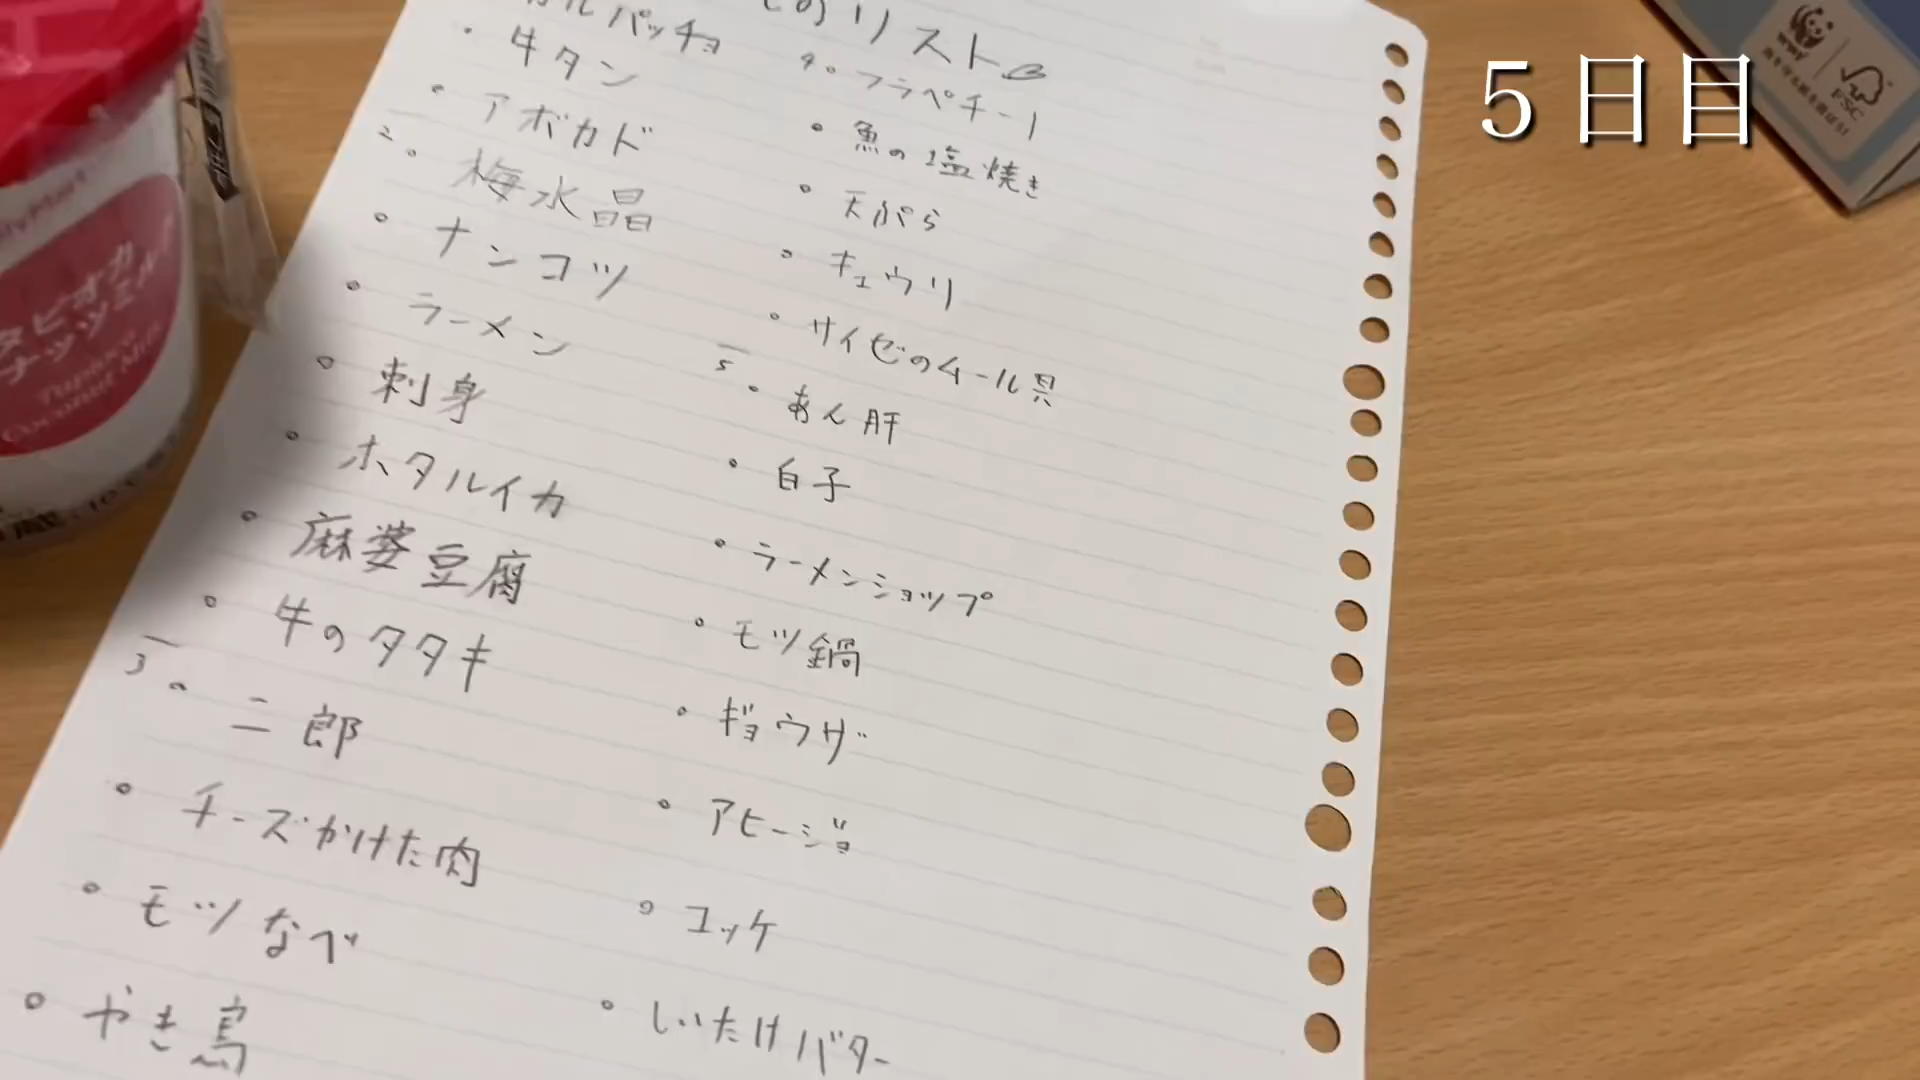 のリスト
カルパッチョ
・牛タン
・アボカド
2
・梅水晶
・ナンコツ
・ラーメン
・刺身
・ホタルイカ
・麻婆豆腐
・牛のタタキ
3
・二郎
・チーズかけた肉
・モツなべ
・やき鳥
4
・フラペチーノ
・魚の塩焼き
・天ぷら
・キュウリ
・サイゼのムール貝
5
・あん肝
・白子
・ラーメンショップ
・モツ鍋
・ギョウザ
・アヒージョ
・ユッケ
・しいたけバター
5日目
タピオカ
ナッツミルク
Tapioca
Coconut Milk
WWF
FSC